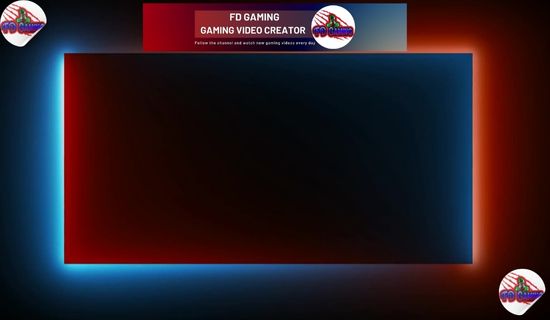 FD GAMING
FD GAMING
GAMING VIDEO CREATOR
FD GAMING
Follow the channel and watch new gaming videos every day
FD GAMING